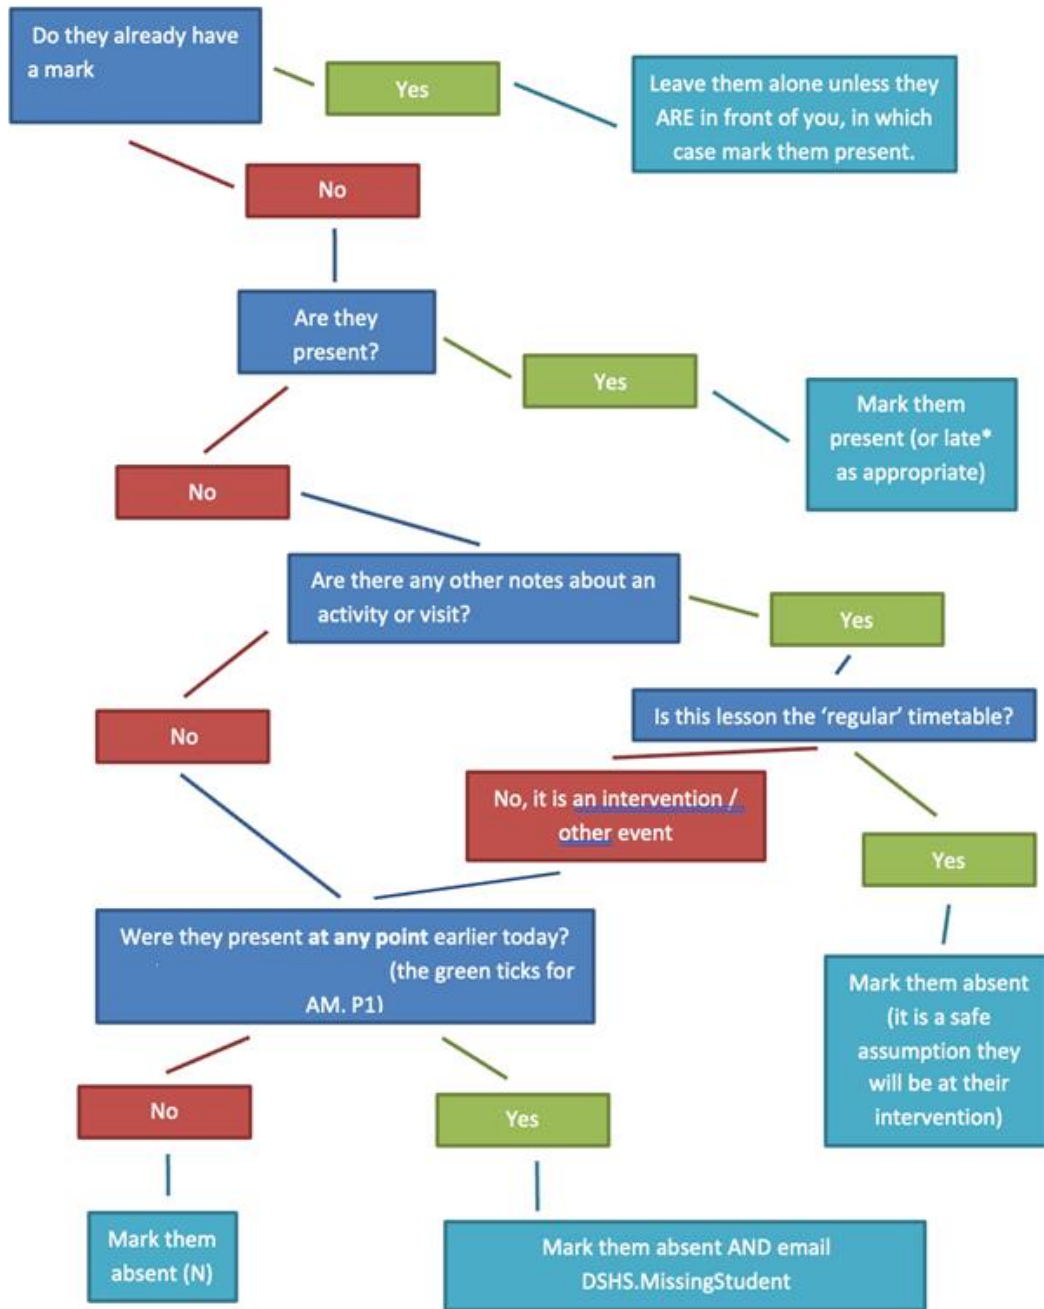 Do they already have
a mark
Yes
Leave them alone unless they
ARE in front of you, in which
case mark them present.
No
Are they
present?
Yes
Mark them
present (or late*
as appropriate)
No
Are there any other notes about an
activity or visit?
Yes
No
Is this lesson the ‘regular’ timetable?
No, it is an intervention /
other event
Yes
Were they present at any point earlier today?
(the green ticks for
AM, P1)
Mark them absent
(it is a safe
assumption they
will be at their
intervention)
No
Yes
Mark them
absent (N)
Mark them absent AND email
DSHS.MissingStudent